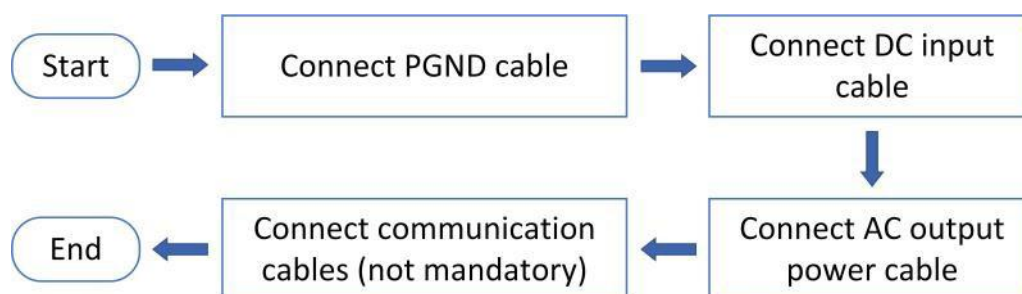 Start
Connect PGND cable
Connect DC input
cable
Connect AC output
power cable
Connect communication
cables (not mandatory)
End